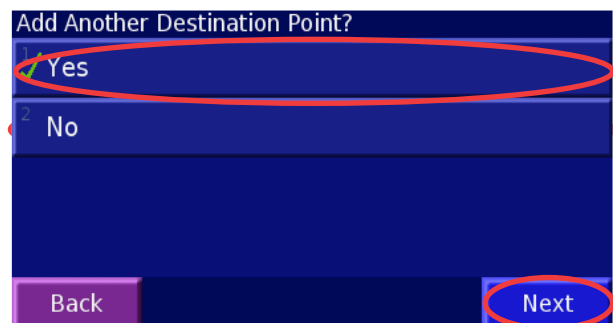 Add Another Destination Point?
1 Yes
2 No
Back Next